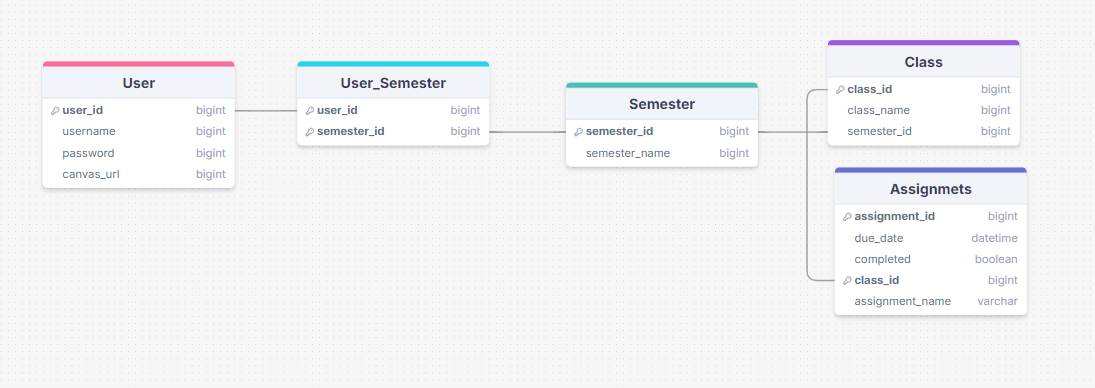 User
user_id bigint
username bigint
password bigint
canvas_url bigint
User_Semester
user_id bigint
semester_id bigint
Semester
semester_id bigint
semester_name bigint
Class
class_id bigint
class_name bigint
semester_id bigint
Assignmets
assignment_id bigint
due_date datetime
completed boolean
class_id bigint
assignment_name varchar